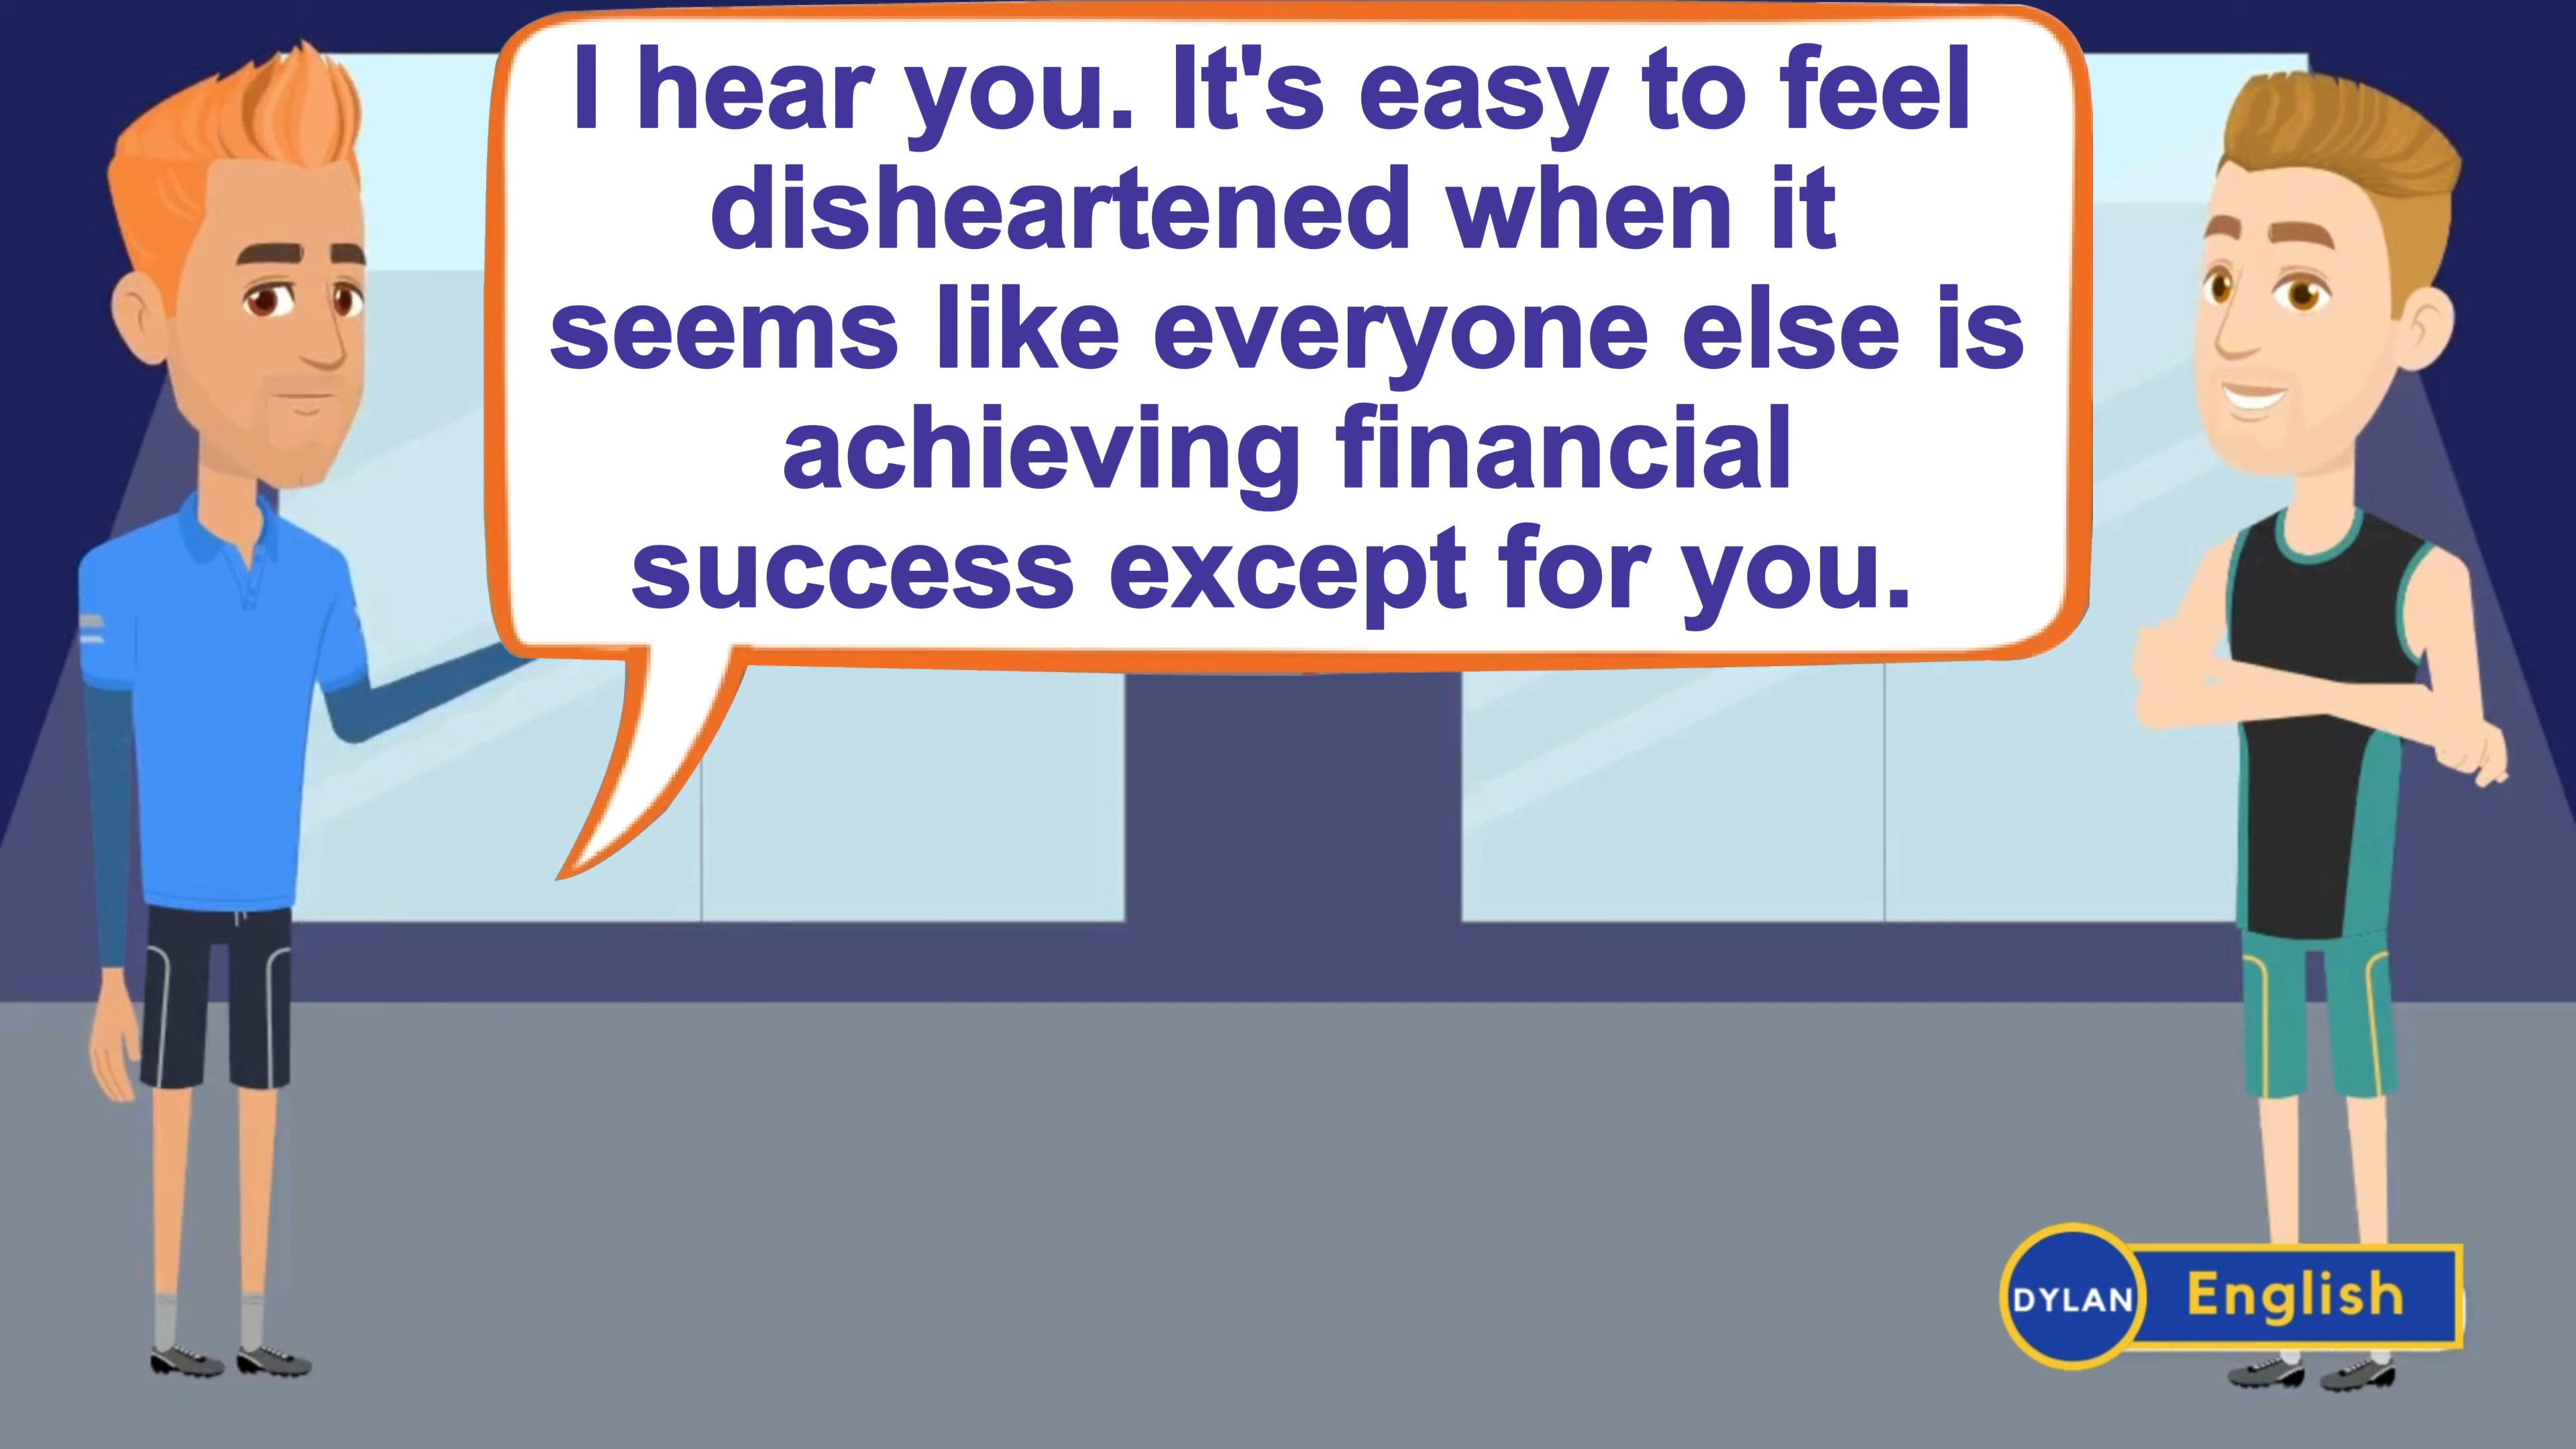 I hear you. It's easy to feel
disheartened when it
seems like everyone else is
achieving financial
success except for you.
DYLAN English